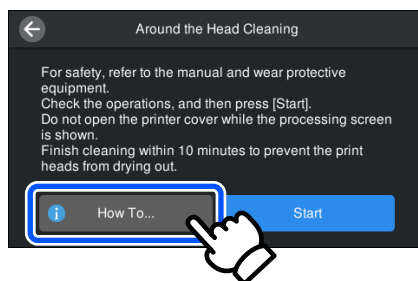 Around the Head Cleaning
For safety, refer to the manual and wear protective
equipment.
Check the operations, and then press [Start].
Do not open the printer cover while the processing screen
is shown.
Finish cleaning within 10 minutes to prevent the print
heads from drying out.
i
How To...
Start